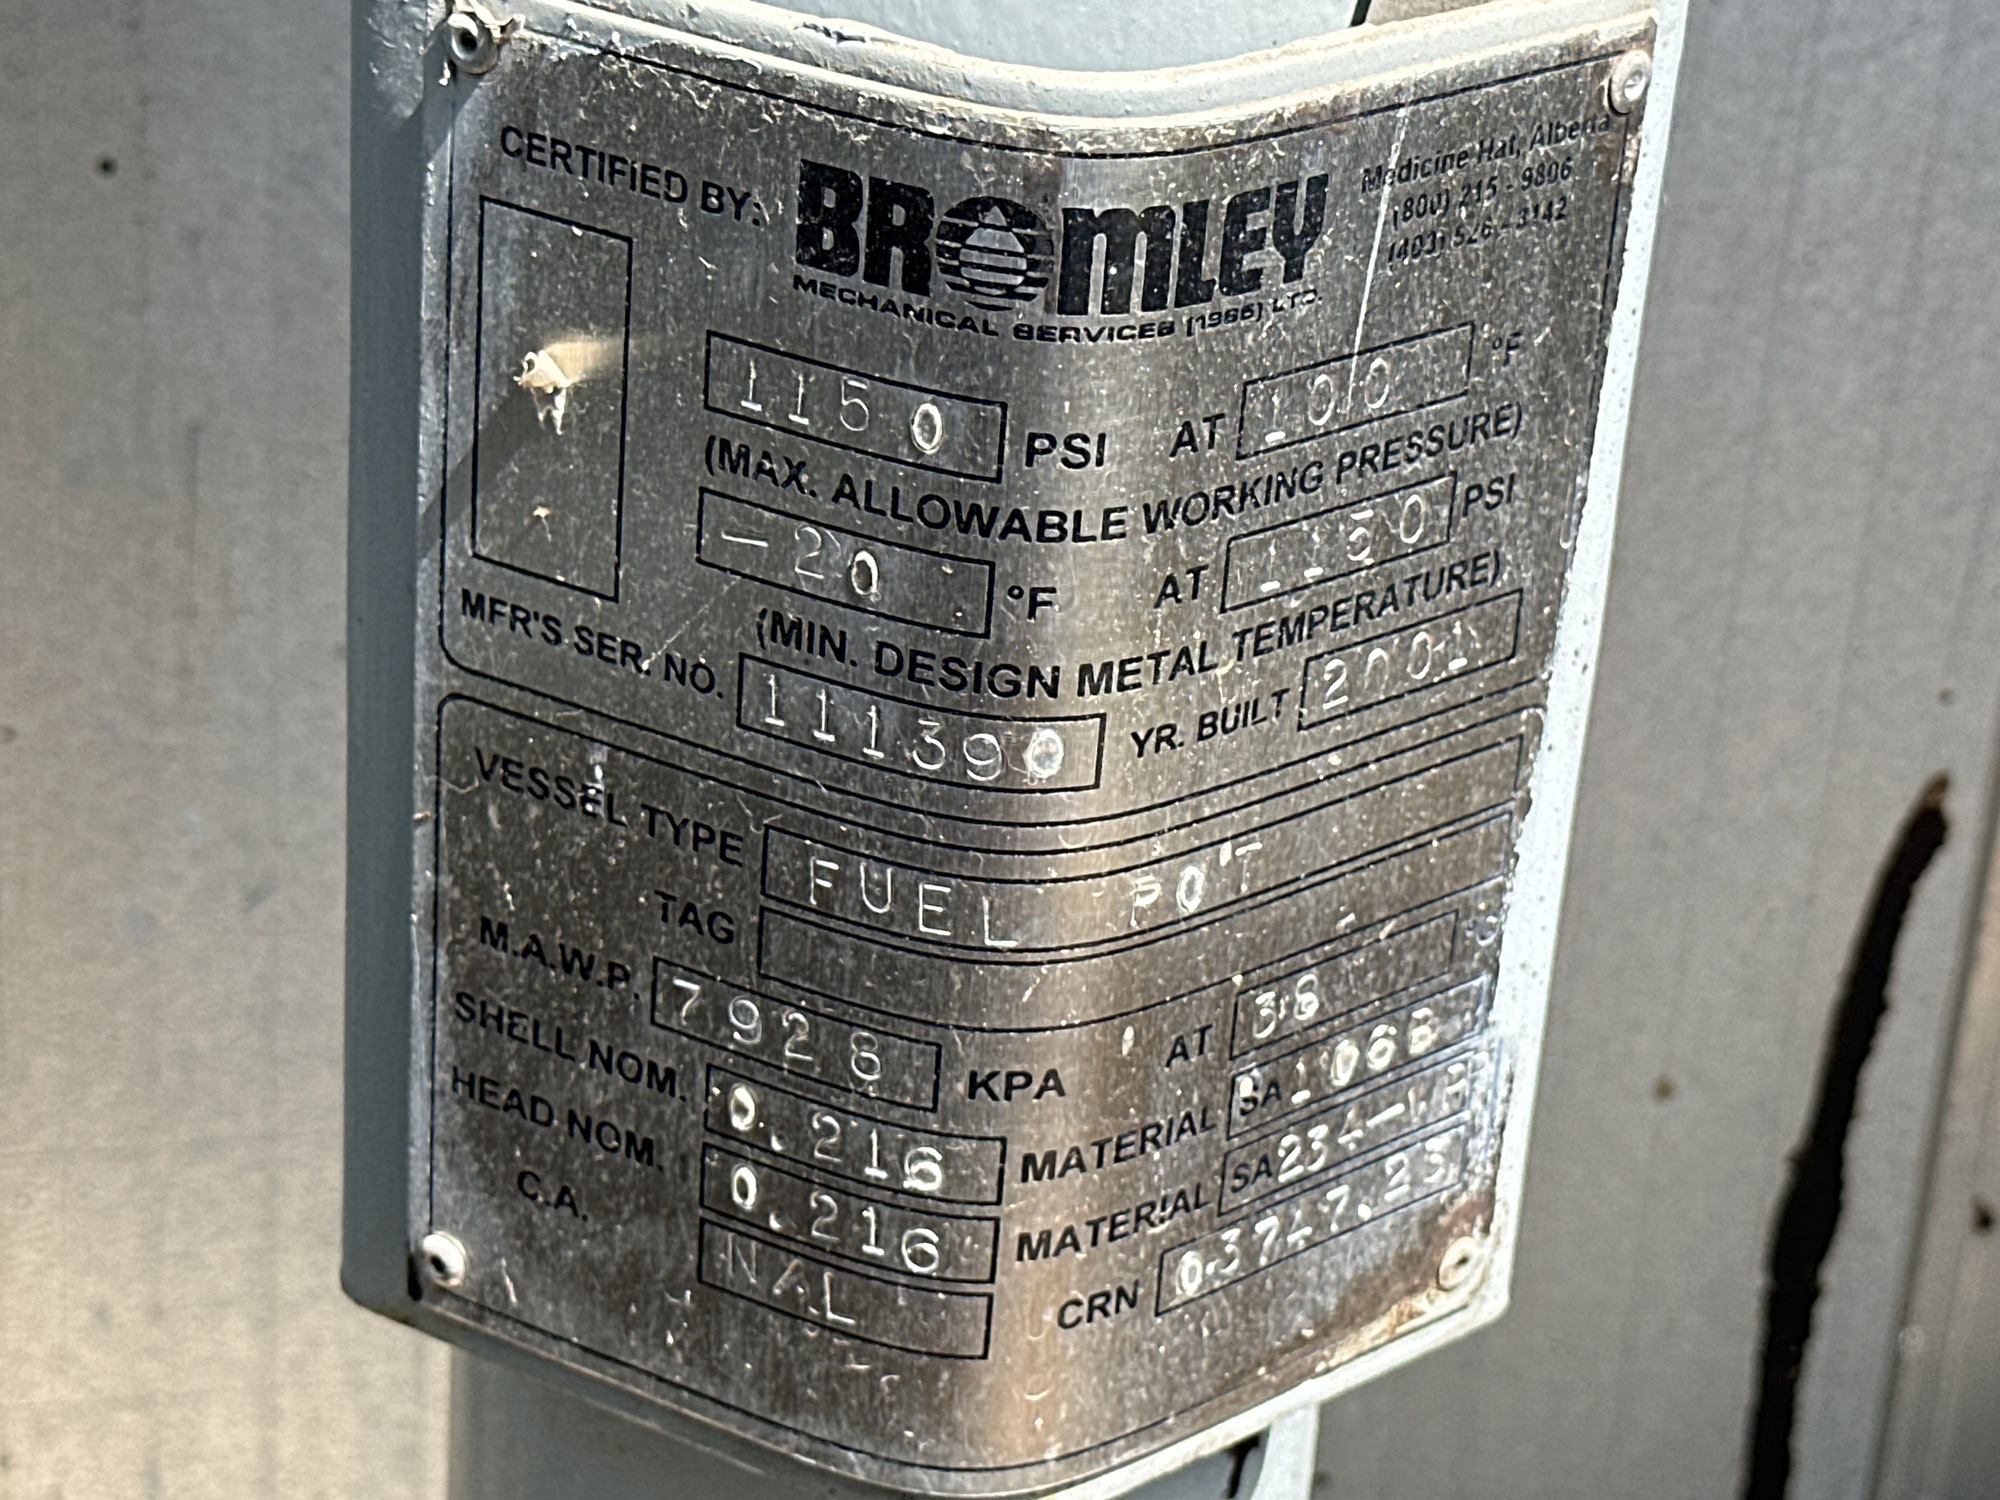 CERTIFIED BY:
BROMLEY
MECHANICAL SERVICES (1986) LTD.
Medicine Hat, Alberta
(800) 215 - 9806
(403) 526 - 3142
1150 PSI AT 100 °F
(MAX. ALLOWABLE WORKING PRESSURE)
-20 °F AT 1150 PSI
(MIN. DESIGN METAL TEMPERATURE)
MFR'S SER. NO. 111390 YR. BUILT 2001
VESSEL TYPE FUEL POT
TAG
M.A.W.P. 7928 KPA AT 38
SHELL NOM. 0.216 MATERIAL SA 106B
HEAD NOM. 0.216 MATERIAL SA
C.A. NAL CRN